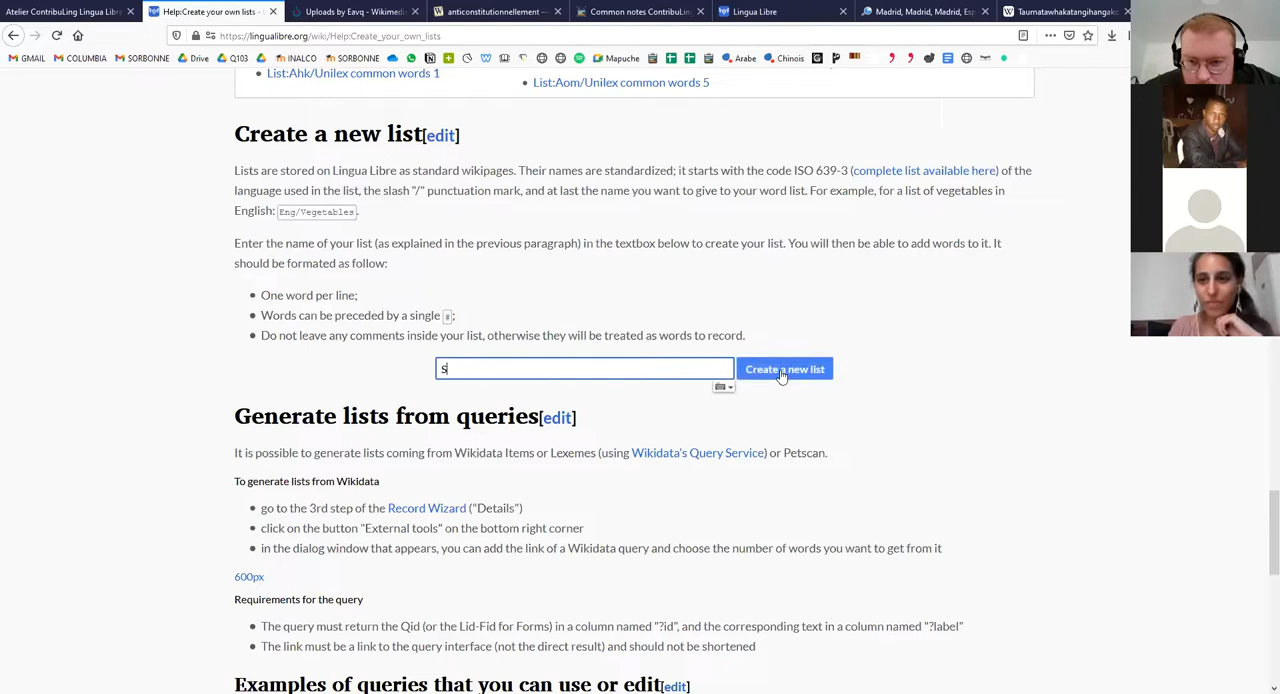 Atelier ContribuLing Lingua Libr
Help:Create your own lists -
Uploads by Eavq - Wikimedi
anticonstitutionnellement —
Common notes ContribuLin
Lingua Libre
Madrid, Madrid, Madrid, Esp
Taumatawhakatangihangako
https://lingualibre.org/wiki/Help:Create_your_own_lists
GMAIL COLUMBIA SORBONNE Drive Q103 INALCO SORBONNE Mapuche Arabe Chinois
List:Ahk/Unilex common words 1
List:Aom/Unilex common words 5
Create a new list[edit]
Lists are stored on Lingua Libre as standard wikipages. Their names are standardized; it starts with the code ISO 639-3 (complete list available here) of the
language used in the list, the slash "/" punctuation mark, and at last the name you want to give to your word list. For example, for a list of vegetables in
English: Eng/Vegetables.
Enter the name of your list (as explained in the previous paragraph) in the textbox below to create your list. You will then be able to add words to it. It
should be formated as follow:
One word per line;
Words can be preceded by a single #;
Do not leave any comments inside your list, otherwise they will be treated as words to record.
S
Create a new list
Generate lists from queries[edit]
It is possible to generate lists coming from Wikidata Items or Lexemes (using Wikidata's Query Service) or Petscan.
To generate lists from Wikidata
go to the 3rd step of the Record Wizard ("Details")
click on the button "External tools" on the bottom right corner
in the dialog window that appears, you can add the link of a Wikidata query and choose the number of words you want to get from it
600px
Requirements for the query
The query must return the Qid (or the Lid-Fid for Forms) in a column named "?id", and the corresponding text in a column named "?label"
The link must be a link to the query interface (not the direct result) and should not be shortened
Examples of queries that you can use or edit[edit]